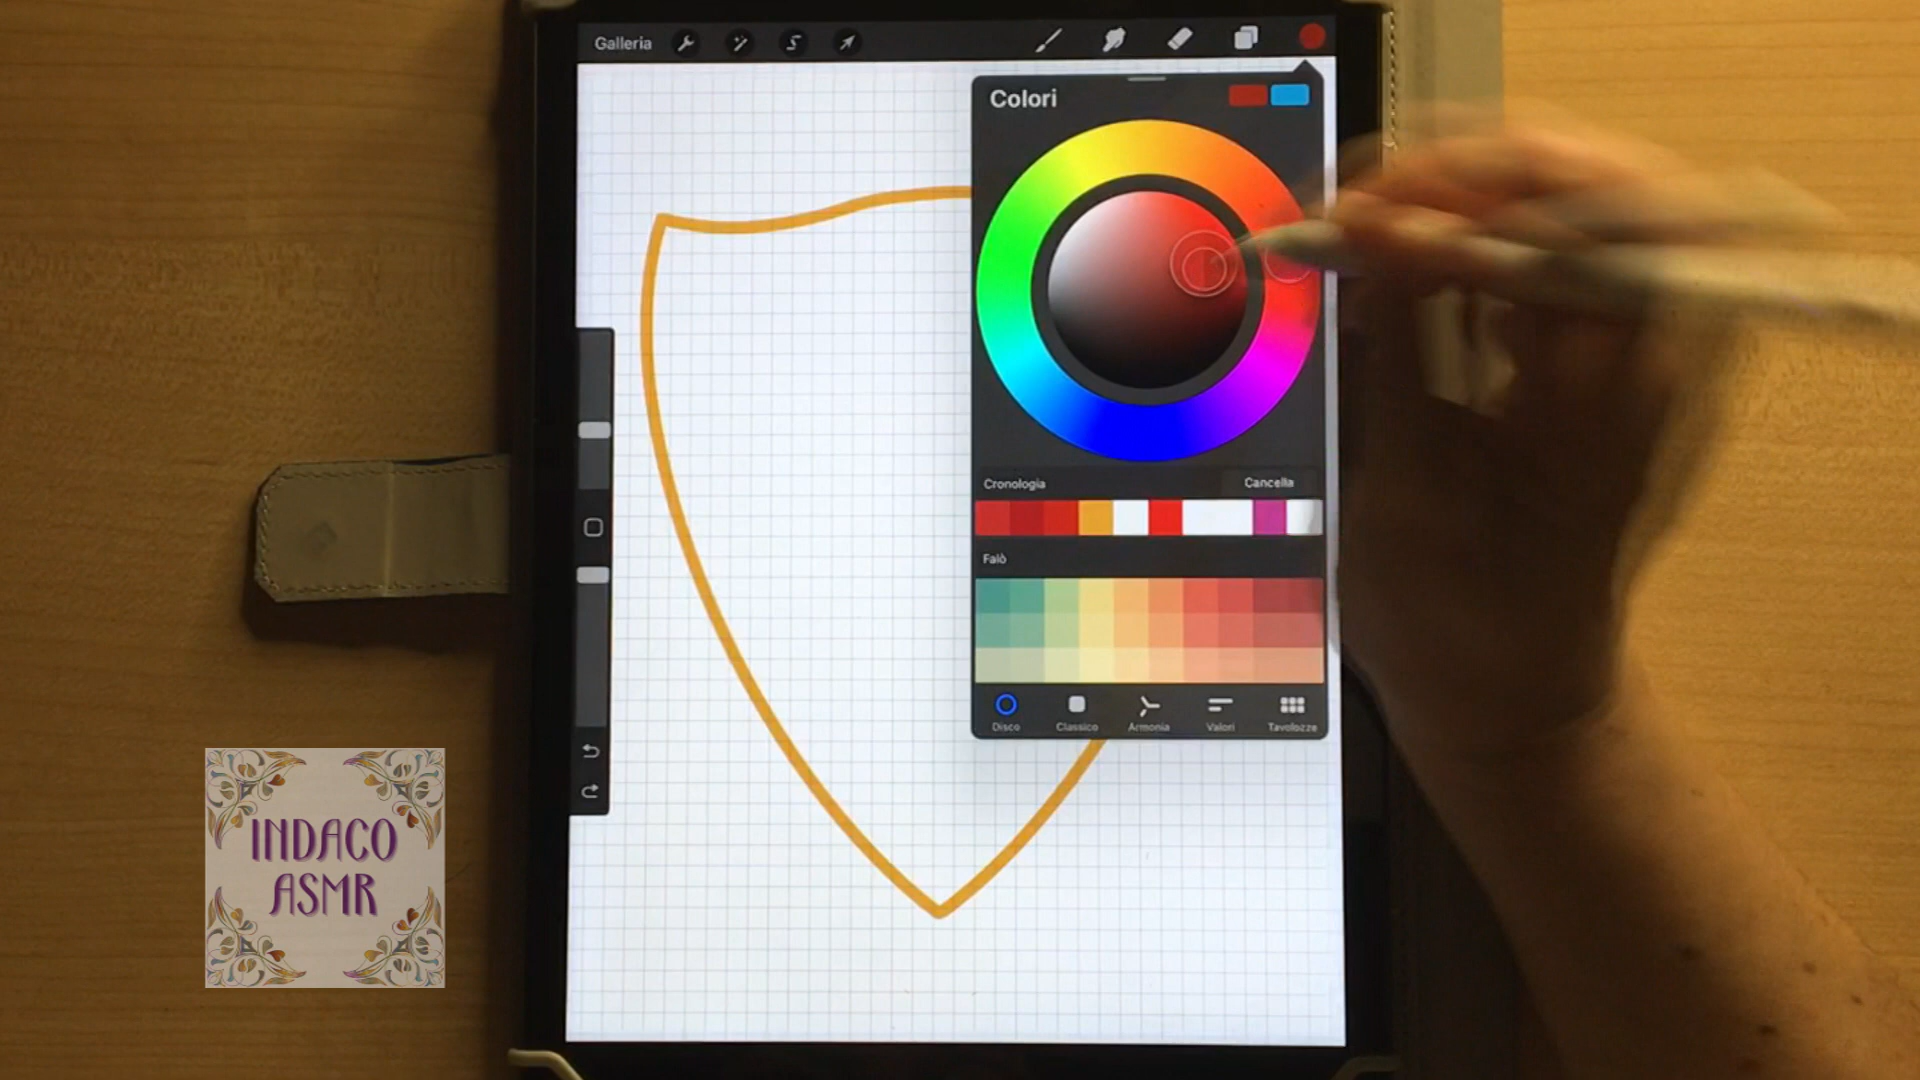 Galleria
Colori
Cronologia
Cancella
Falò
Disco
Classico
Armonia
Valori
Tavolozze
INDACO
ASMR